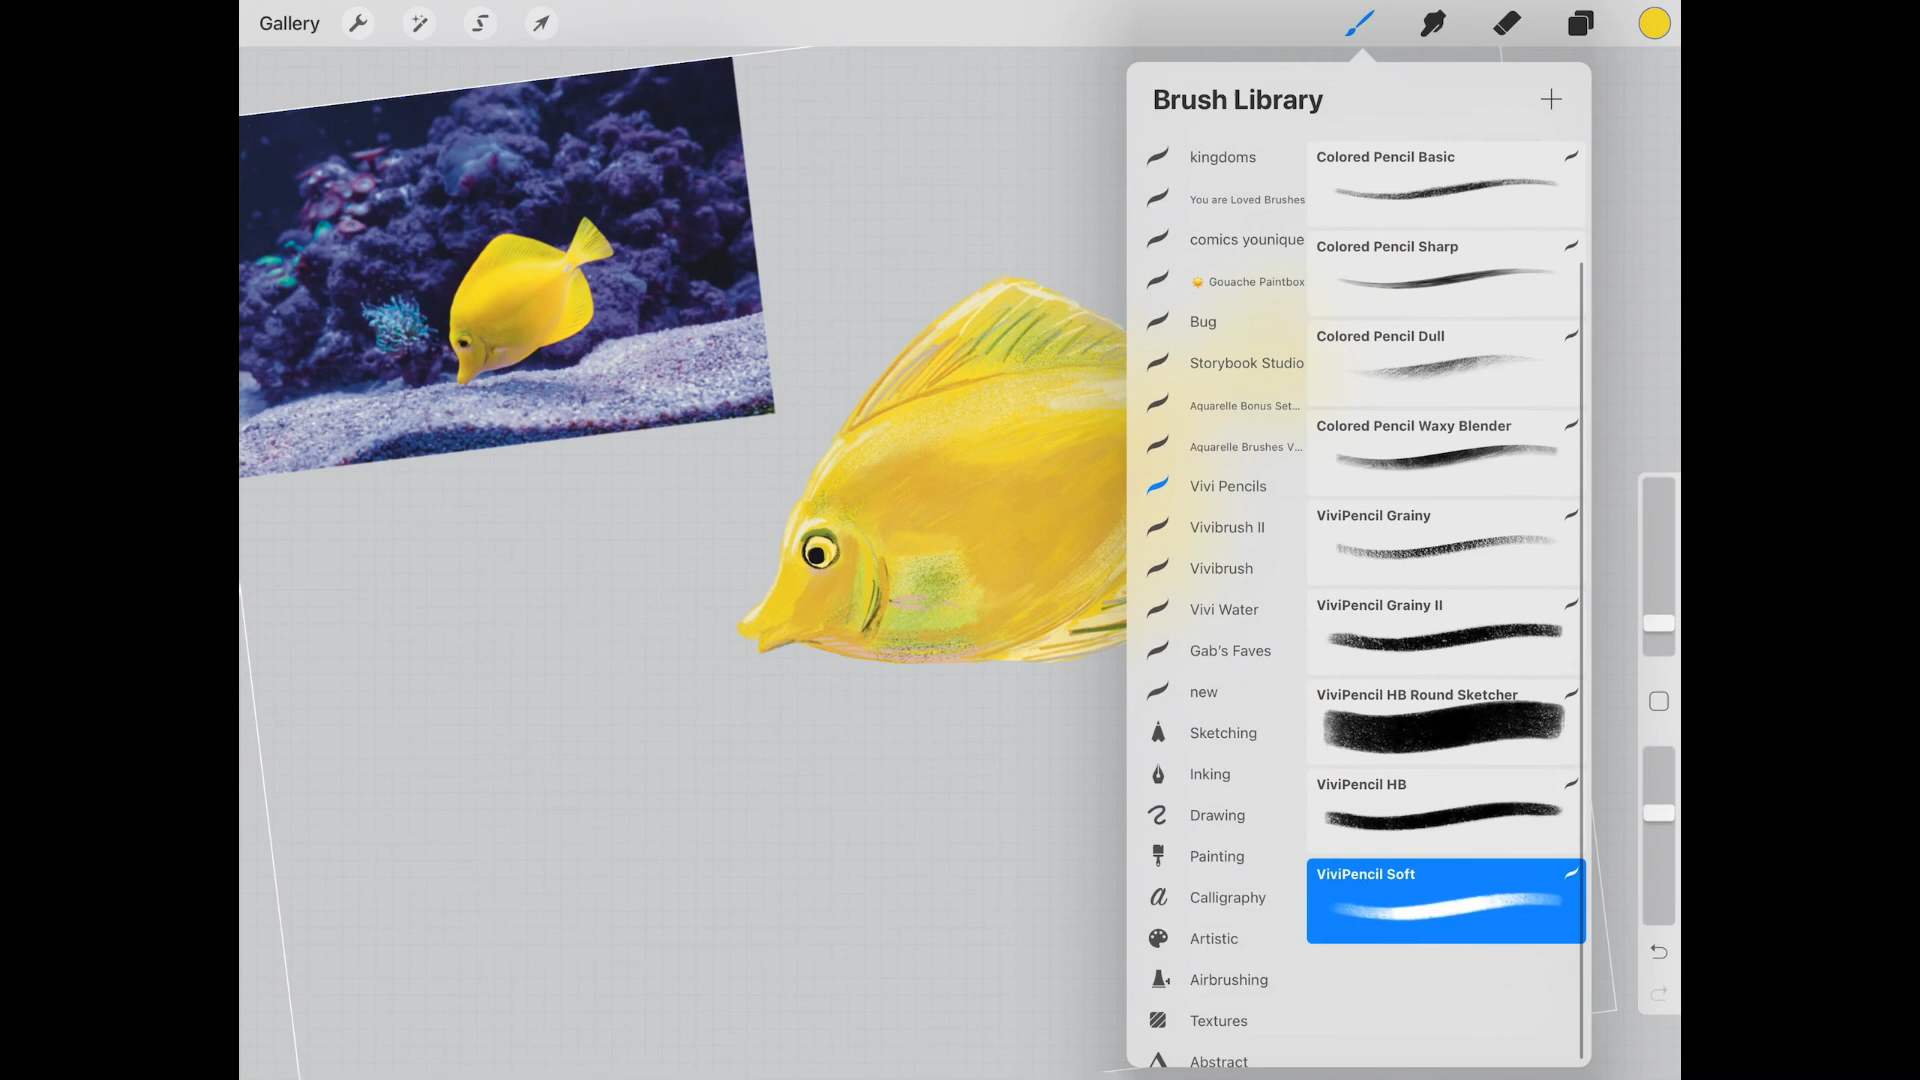 Gallery
Brush Library
kingdoms
You are Loved Brushes
comics younique
Gouache Paintbox
Bug
Storybook Studio
Aquarelle Bonus Set...
Aquarelle Brushes V...
Vivi Pencils
Vivibrush II
Vivibrush
Vivi Water
Gab's Faves
new
Sketching
Inking
Drawing
Painting
Calligraphy
Artistic
Airbrushing
Textures
Abstract
Colored Pencil Basic
Colored Pencil Sharp
Colored Pencil Dull
Colored Pencil Waxy Blender
ViviPencil Grainy
ViviPencil Grainy II
ViviPencil HB Round Sketcher
ViviPencil HB
ViviPencil Soft